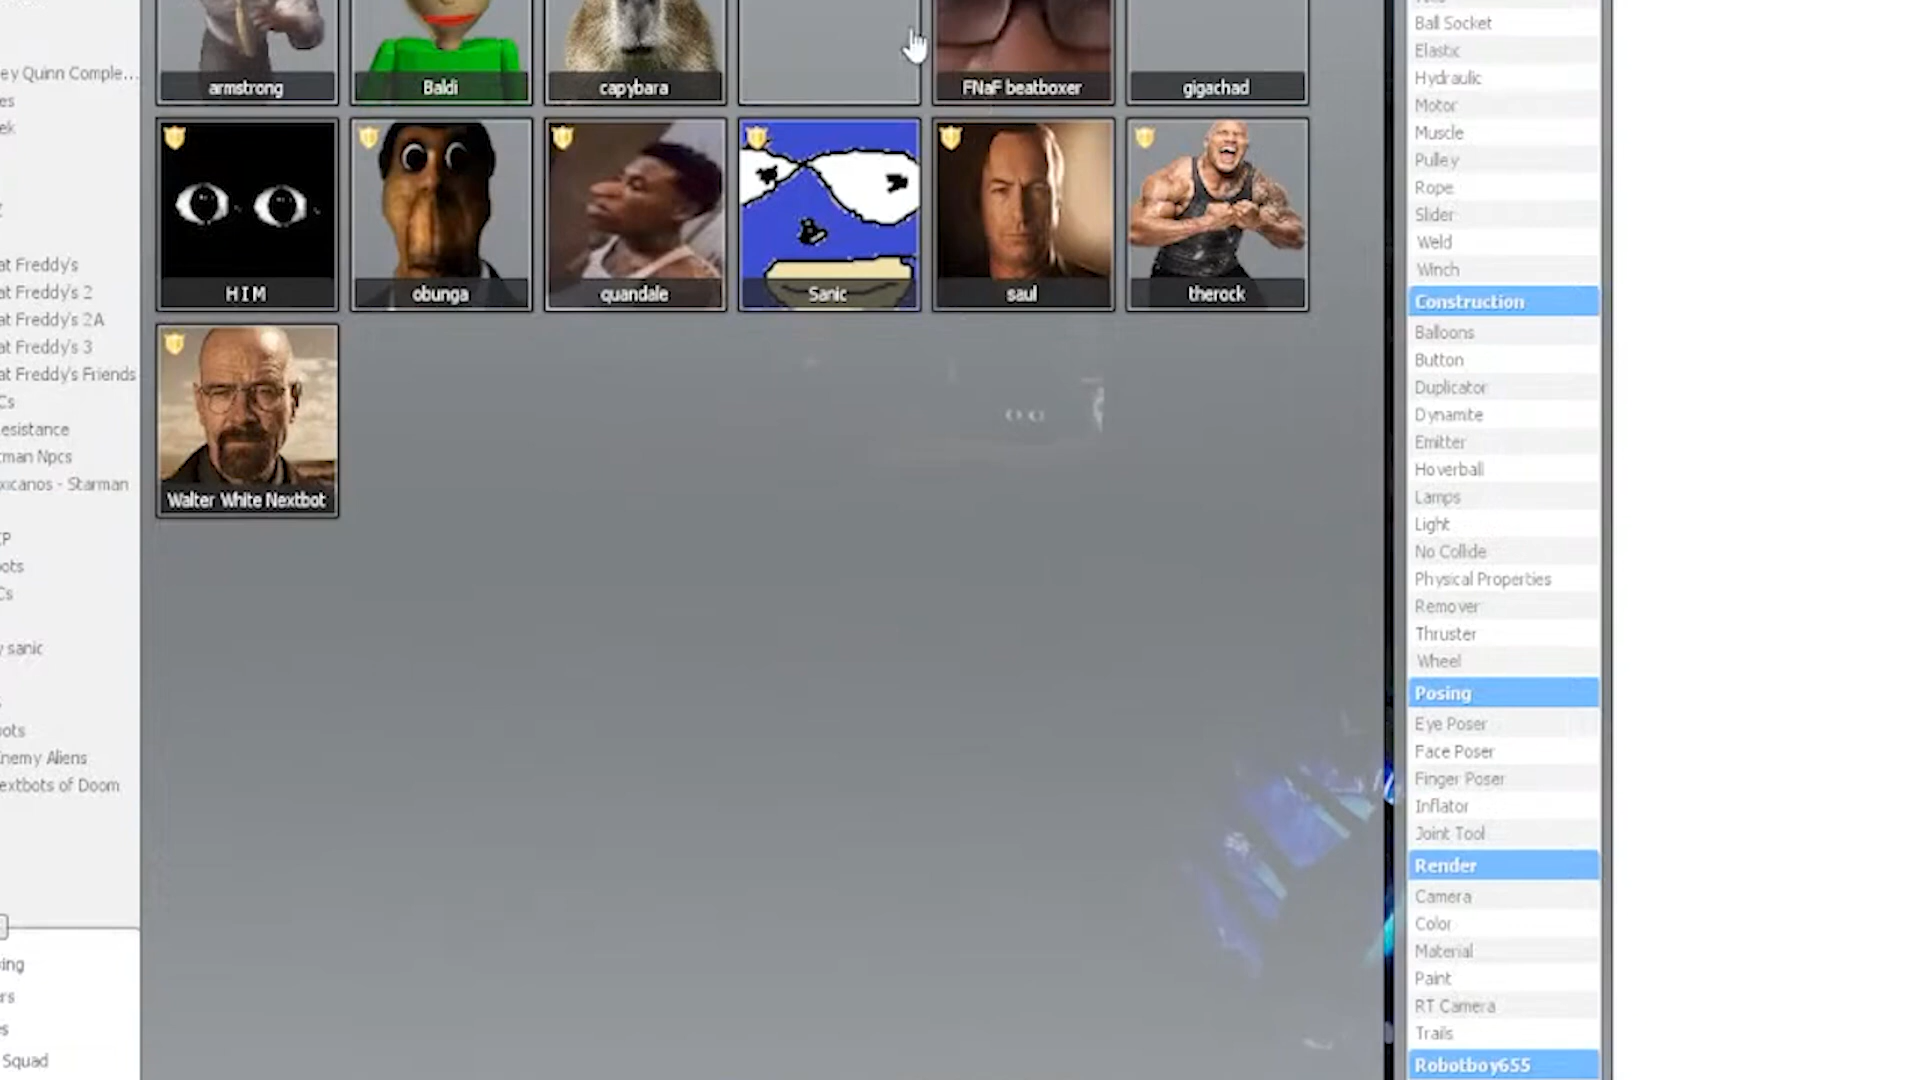 ey Quinn Comple...
es
ek
at Freddy's
at Freddy's 2
at Freddy's 2A
at Freddy's 3
at Freddy's Friends
Cs
esistance
man Npcs
xicanos - Starman
P
ots
Cs
y sanic
ots
Enemy Aliens
extbots of Doom
ing
rs
s
Squad
armstrong
Baldi
capybara
FNaF beatboxer
gigachad
H I M
obunga
quandale
Sanic
saul
therock
Walter White Nextbot
Ball Socket
Elastic
Hydraulic
Motor
Muscle
Pulley
Rope
Slider
Weld
Winch
Construction
Balloons
Button
Duplicator
Dynamite
Emitter
Hoverball
Lamps
Light
No Collide
Physical Properties
Remover
Thruster
Wheel
Posing
Eye Poser
Face Poser
Finger Poser
Inflator
Joint Tool
Render
Camera
Color
Material
Paint
RT Camera
Trails
Robotboy655